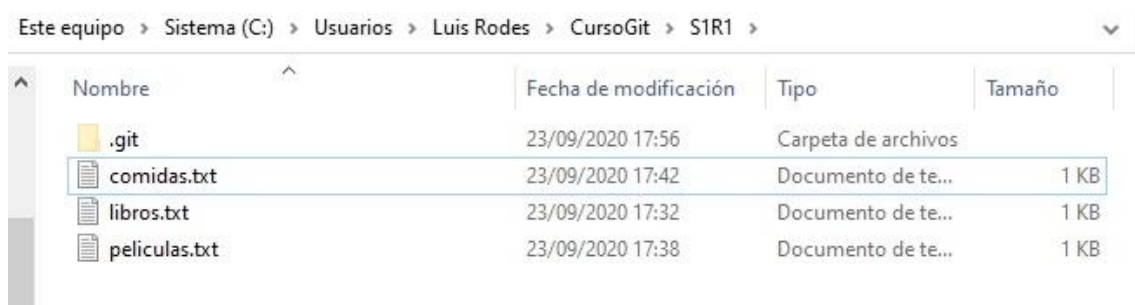 Este equipo > Sistema (C:) > Usuarios > Luis Rodes > CursoGit > S1R1 >
Nombre Fecha de modificación Tipo Tamaño
.git 23/09/2020 17:56 Carpeta de archivos
comidas.txt 23/09/2020 17:42 Documento de te... 1 KB
libros.txt 23/09/2020 17:32 Documento de te... 1 KB
peliculas.txt 23/09/2020 17:38 Documento de te... 1 KB